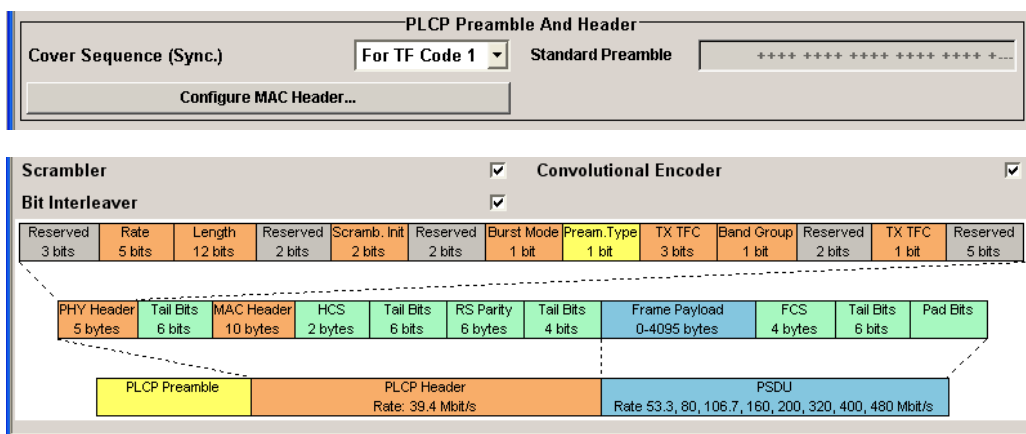 PLCP Preamble And Header
Cover Sequence (Sync.) For TF Code 1 Standard Preamble ++++ ++++ ++++ ++++ ++++ +---
Configure MAC Header...
Scrambler Convolutional Encoder
Bit Interleaver
Reserved Rate Length Reserved Scramb. Init Reserved Burst Mode Pream.Type TX TFC Band Group Reserved TX TFC Reserved
3 bits 5 bits 12 bits 2 bits 2 bits 2 bits 1 bit 1 bit 3 bits 1 bit 2 bits 1 bit 5 bits
PHY Header Tail Bits MAC Header HCS Tail Bits RS Parity Tail Bits Frame Payload FCS Tail Bits Pad Bits
5 bytes 6 bits 10 bytes 2 bytes 6 bits 6 bytes 4 bits 0-4095 bytes 4 bytes 6 bits
PLCP Preamble PLCP Header PSDU
Rate: 39.4 Mbit/s Rate 53.3, 80, 106.7, 160, 200, 320, 400, 480 Mbit/s